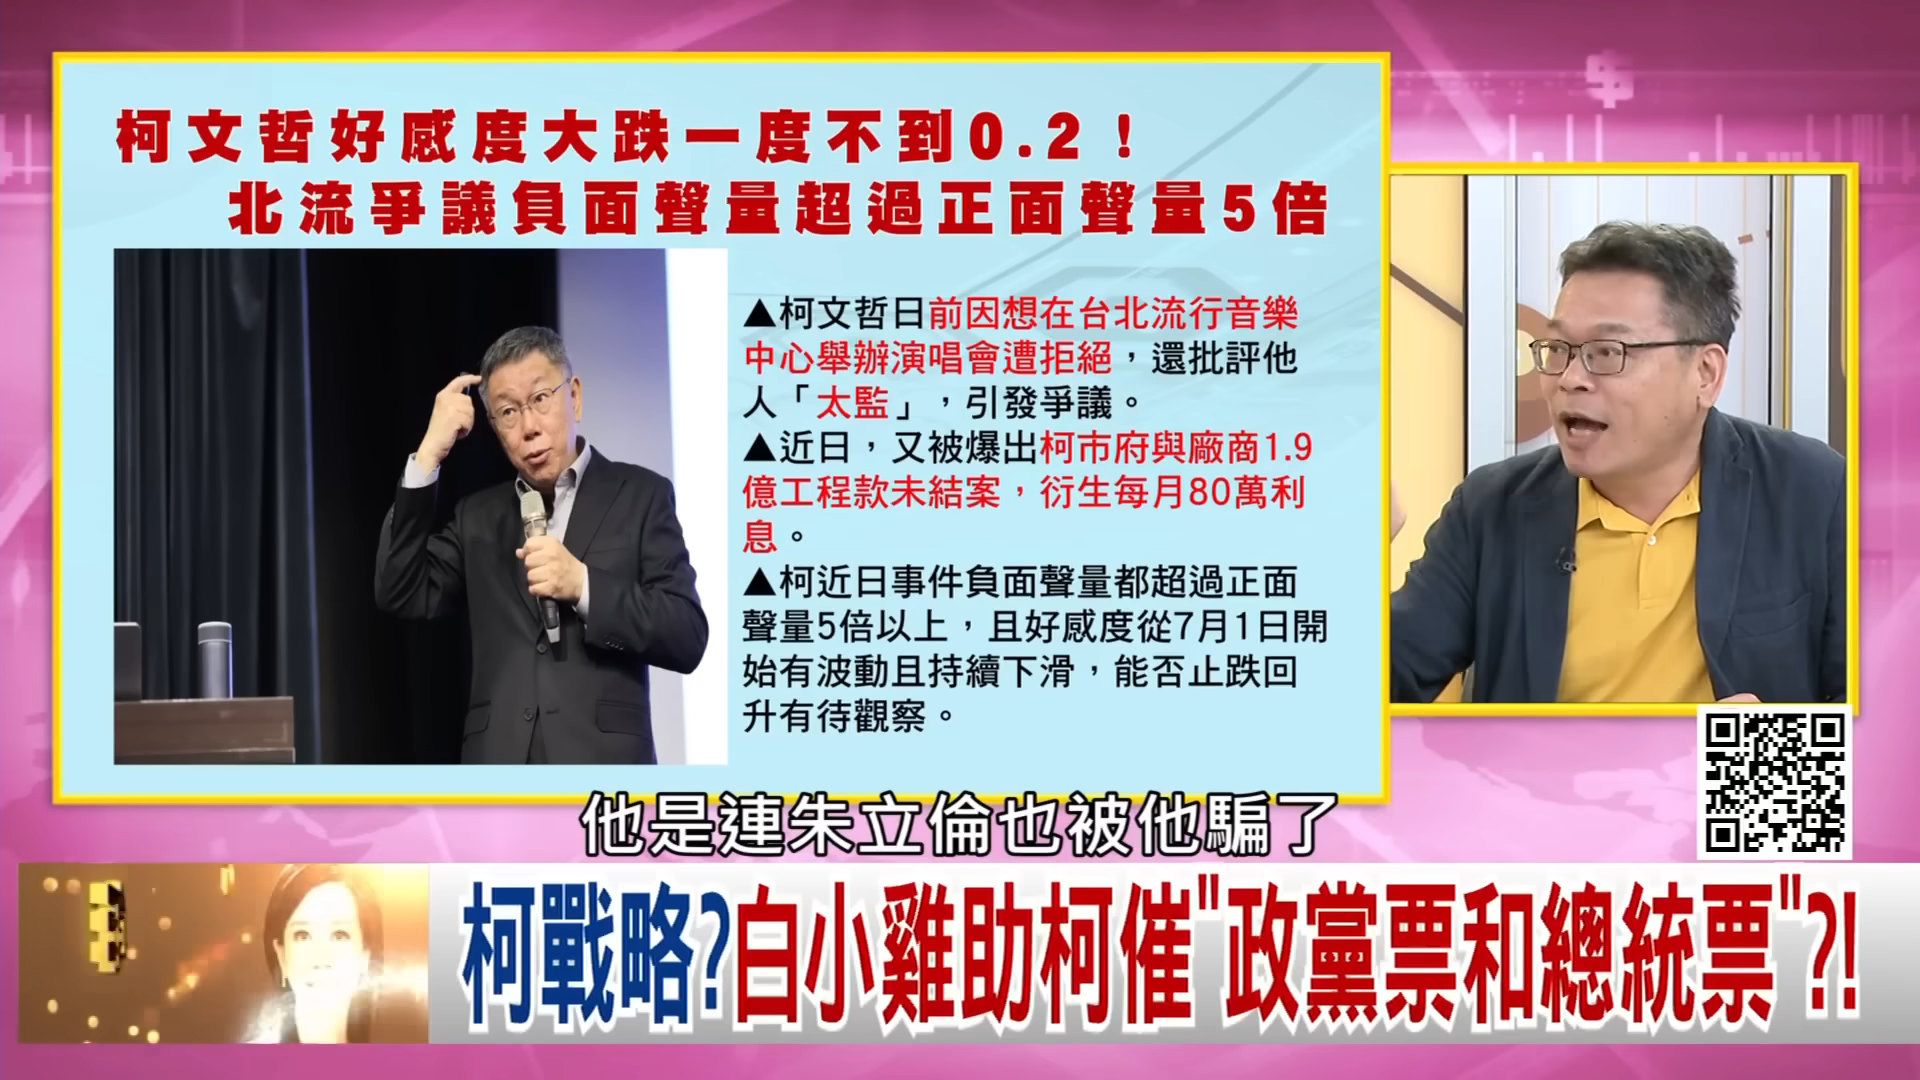 柯文哲好感度大跌一度不到0.2！
北流爭議負面聲量超過正面聲量5倍
▲柯文哲日前因想在台北流行音樂
中心舉辦演唱會遭拒絕，還批評他
人「太監」，引發爭議。
▲近日，又被爆出柯市府與廠商1.9
億工程款未結案，衍生每月80萬利
息。
▲柯近日事件負面聲量都超過正面
聲量5倍以上，且好感度從7月1日開
始有波動且持續下滑，能否止跌回
升有待觀察。
他是連朱立倫也被他騙了
柯戰略?白小雞助柯催"政黨票和總統票"?!